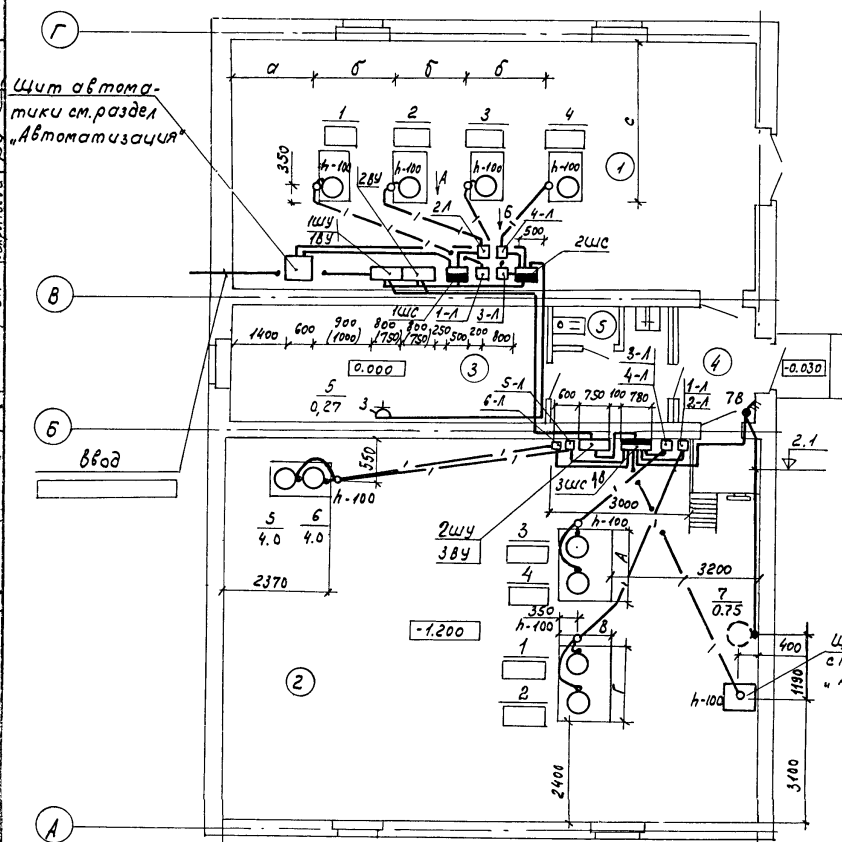 Г
а б б б
Щит автома-
тики см. раздел
„Автоматизация"
с
1 2 3 4
350
h-100 h-100 h-100 h-100
1
2ВУ А
2Л Б 4-Л
1ШУ
1ВУ
500
2ШС
В
1ШС 1-Л 3-Л
1400 600 900
(1000) 800
(750) 800
(750) 250 500 200 800
5
3
4
0.000
-0.030
3-Л
4-Л
5-Л
6-Л
600 750 100 780
1-Л
2-Л
7В
5
0,27
3
Б
ввод
550
2.1
h-100
3ШС
3000
5
4.0
6
4.0
2ШУ
3ВУ
h-100
3
А
4
2370
3200
7
0.75
350
h-100
В
400
-1.200
1
2
Г
1190
2
h-100
2400
3100
А